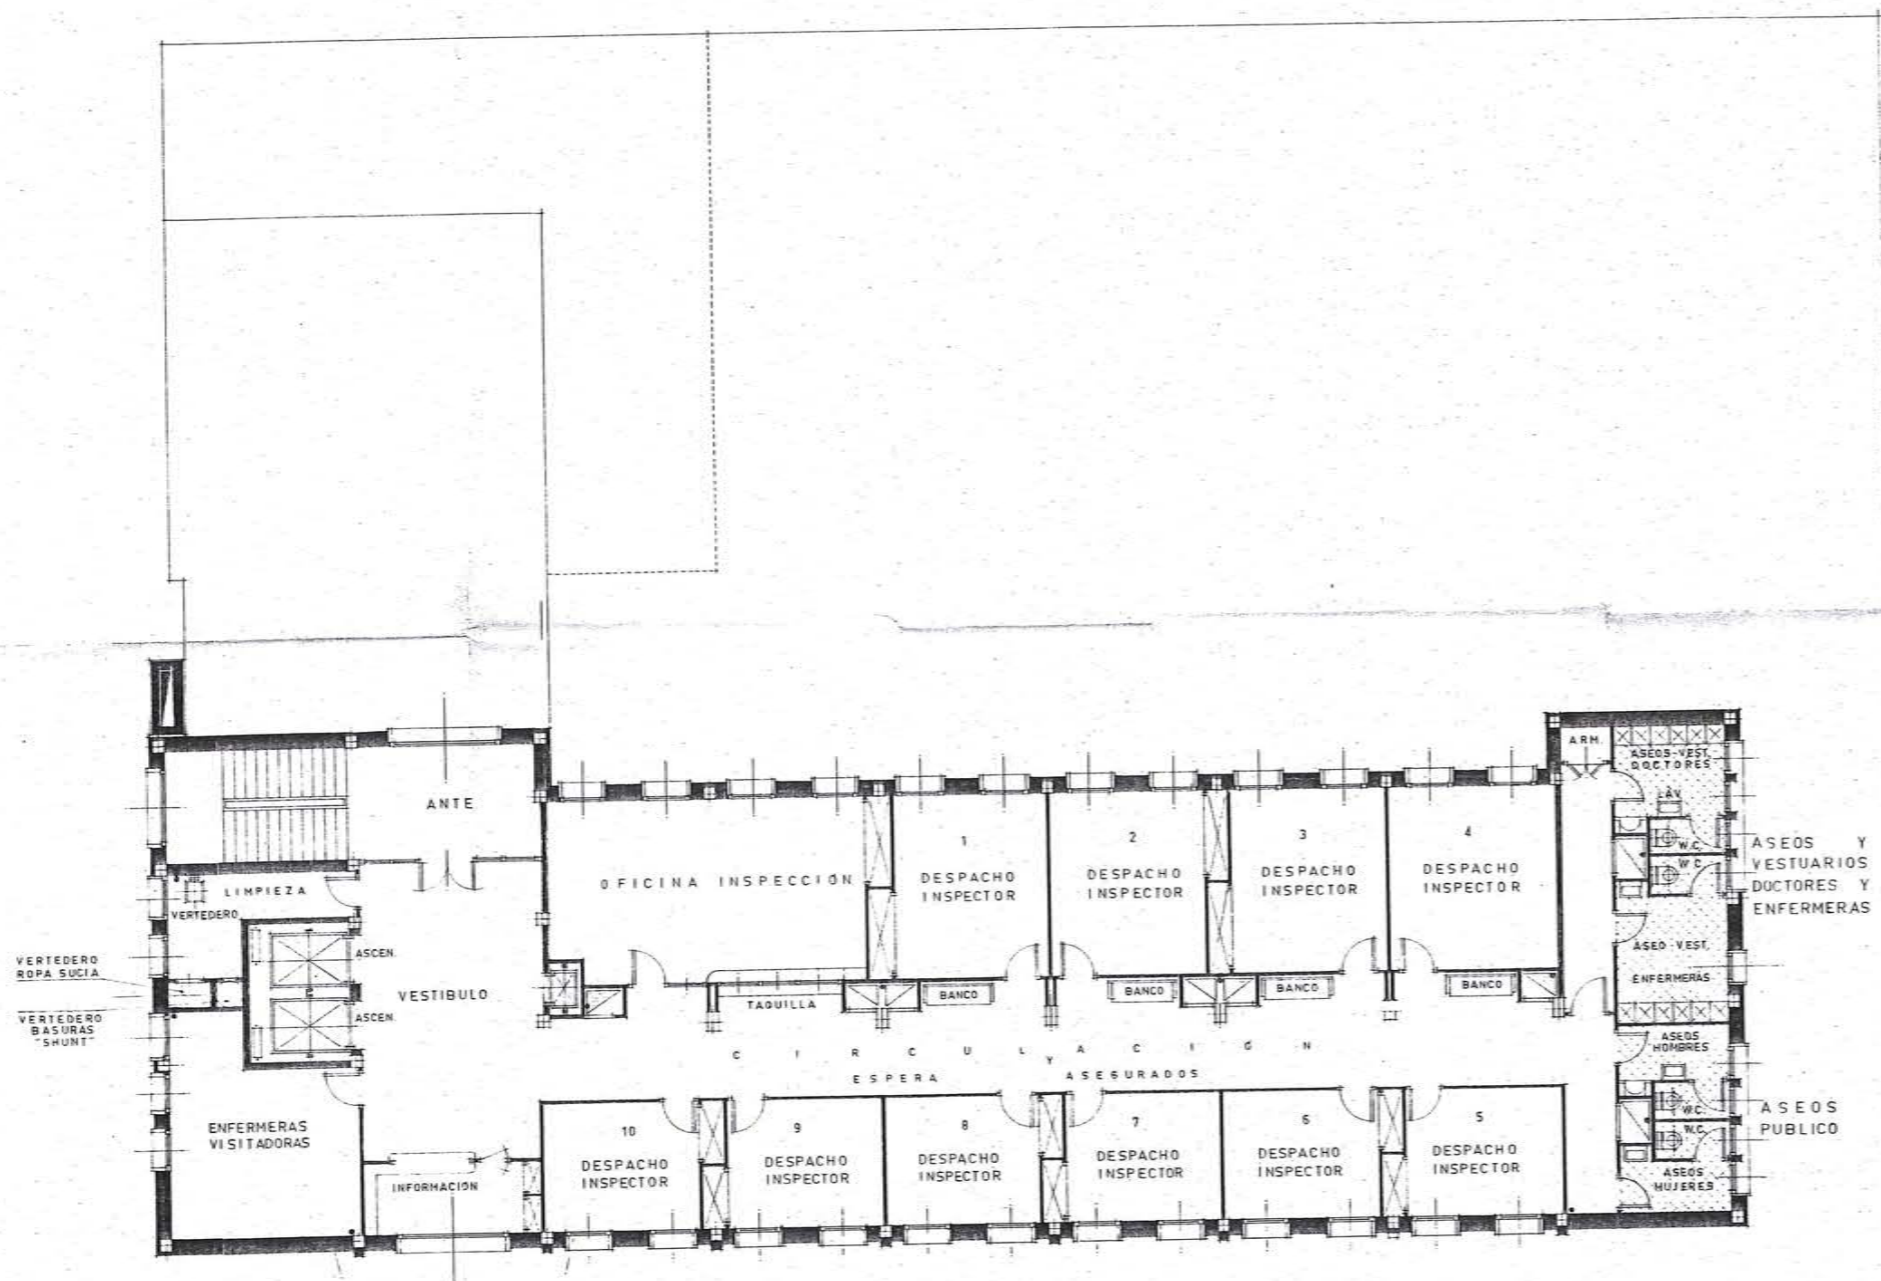 ARM.
ASEOS-VEST.
DOCTORES
LAV.
W.C.
W.C.
ASEOS Y
VESTUARIOS
DOCTORES Y
ENFERMERAS
ANTE
LIMPIEZA
VERTEDERO
OFICINA INSPECCIÓN
1
DESPACHO
INSPECTOR
2
DESPACHO
INSPECTOR
3
DESPACHO
INSPECTOR
4
DESPACHO
INSPECTOR
ASEO-VEST.
ENFERMERAS
VERTEDERO
ROPA SUCIA
VERTEDERO
BASURAS
"SHUNT"
ASCEN.
ASCEN.
VESTIBULO
TAQUILLA
BANCO
BANCO
BANCO
BANCO
CIRCULACIÓN
Y
ESPERA ASEGURADOS
ASEOS
HOMBRES
W.C.
W.C.
ASEOS
MUJERES
ASEOS
PUBLICO
ENFERMERAS
VISITADORAS
INFORMACION
10
DESPACHO
INSPECTOR
9
DESPACHO
INSPECTOR
8
DESPACHO
INSPECTOR
7
DESPACHO
INSPECTOR
6
DESPACHO
INSPECTOR
5
DESPACHO
INSPECTOR